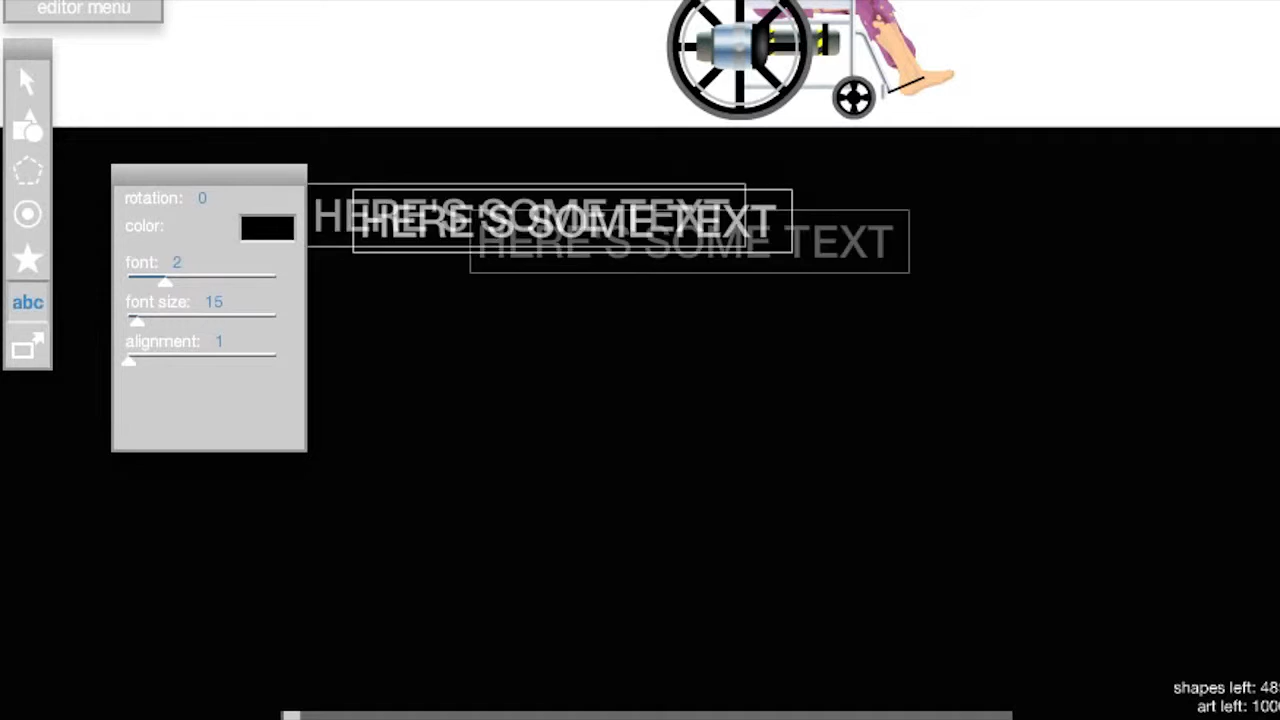 editor menu
rotation: 0
color:
font: 2
font size: 15
alignment: 1
HERE'S SOME TEXT
HERE'S SOME TEXT
HERE'S SOME TEXT
abc
shapes left: 48
art left: 100